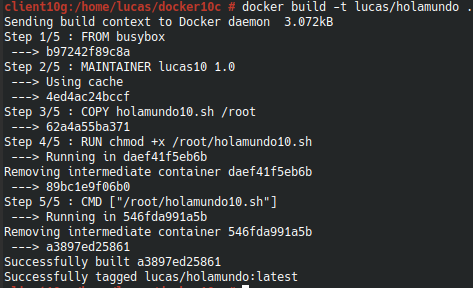 client10g:/home/lucas/docker10c # docker build -t lucas/holamundo .
Sending build context to Docker daemon  3.072kB
Step 1/5 : FROM busybox
 ---> b97242f89c8a
Step 2/5 : MAINTAINER lucas10 1.0
 ---> Using cache
 ---> 4ed4ac24bccf
Step 3/5 : COPY holamundo10.sh /root
 ---> 62a4a55ba371
Step 4/5 : RUN chmod +x /root/holamundo10.sh
 ---> Running in daef41f5eb6b
Removing intermediate container daef41f5eb6b
 ---> 89bc1e9f06b0
Step 5/5 : CMD ["/root/holamundo10.sh"]
 ---> Running in 546fda991a5b
Removing intermediate container 546fda991a5b
 ---> a3897ed25861
Successfully built a3897ed25861
Successfully tagged lucas/holamundo:latest